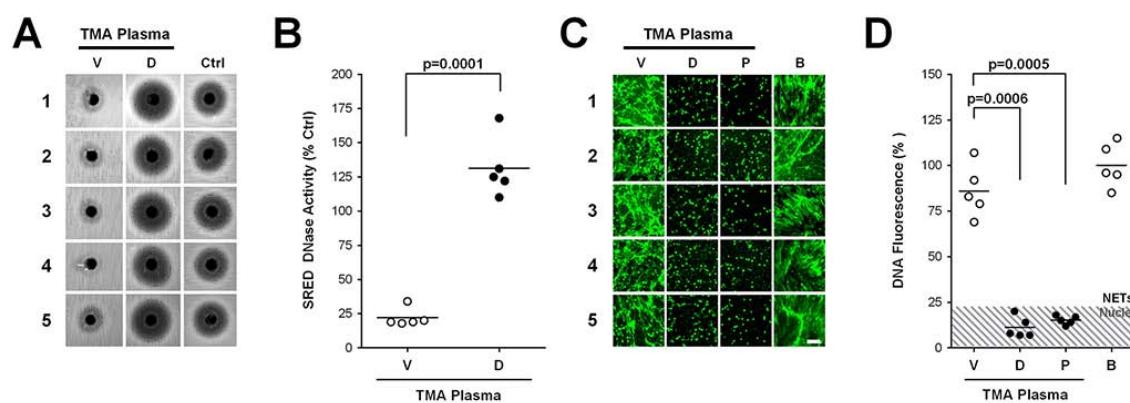 A
TMA Plasma
V D Ctrl
1
2
3
4
5
B
p=0.0001
SRED DNase Activity (% Ctrl)
200
175
150
125
100
75
50
25
0
V D
TMA Plasma
C
TMA Plasma
V D P B
1
2
3
4
5
D
p=0.0005
p=0.0006
DNA Fluorescence (% )
150
125
100
75
50
25
0
NETs
Nuclei
V D P B
TMA Plasma